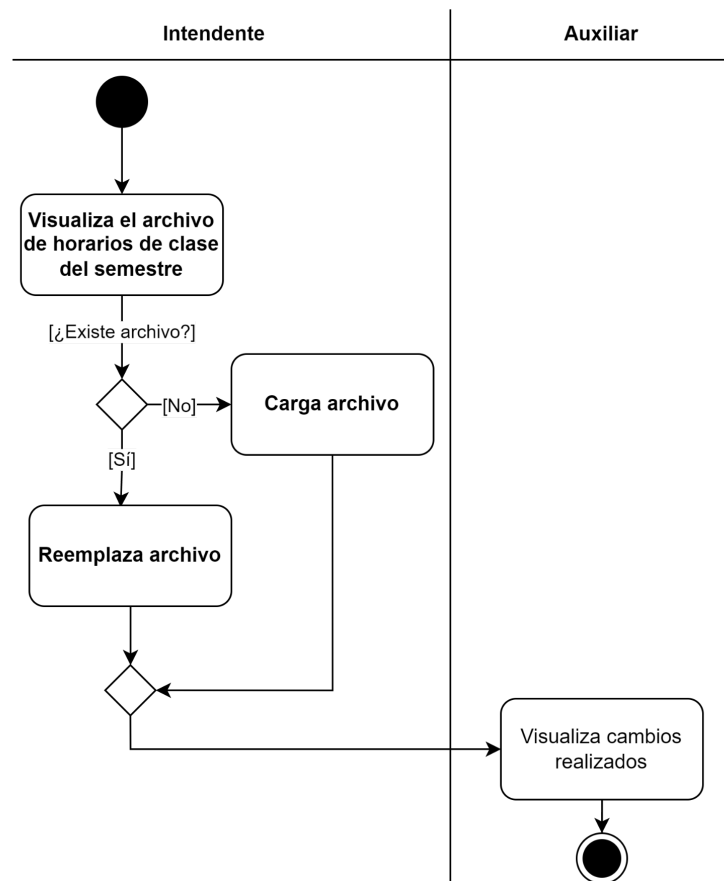 Intendente
Auxiliar
Visualiza el archivo
de horarios de clase
del semestre
[¿Existe archivo?]
[No]
Carga archivo
[Sí]
Reemplaza archivo
Visualiza cambios
realizados